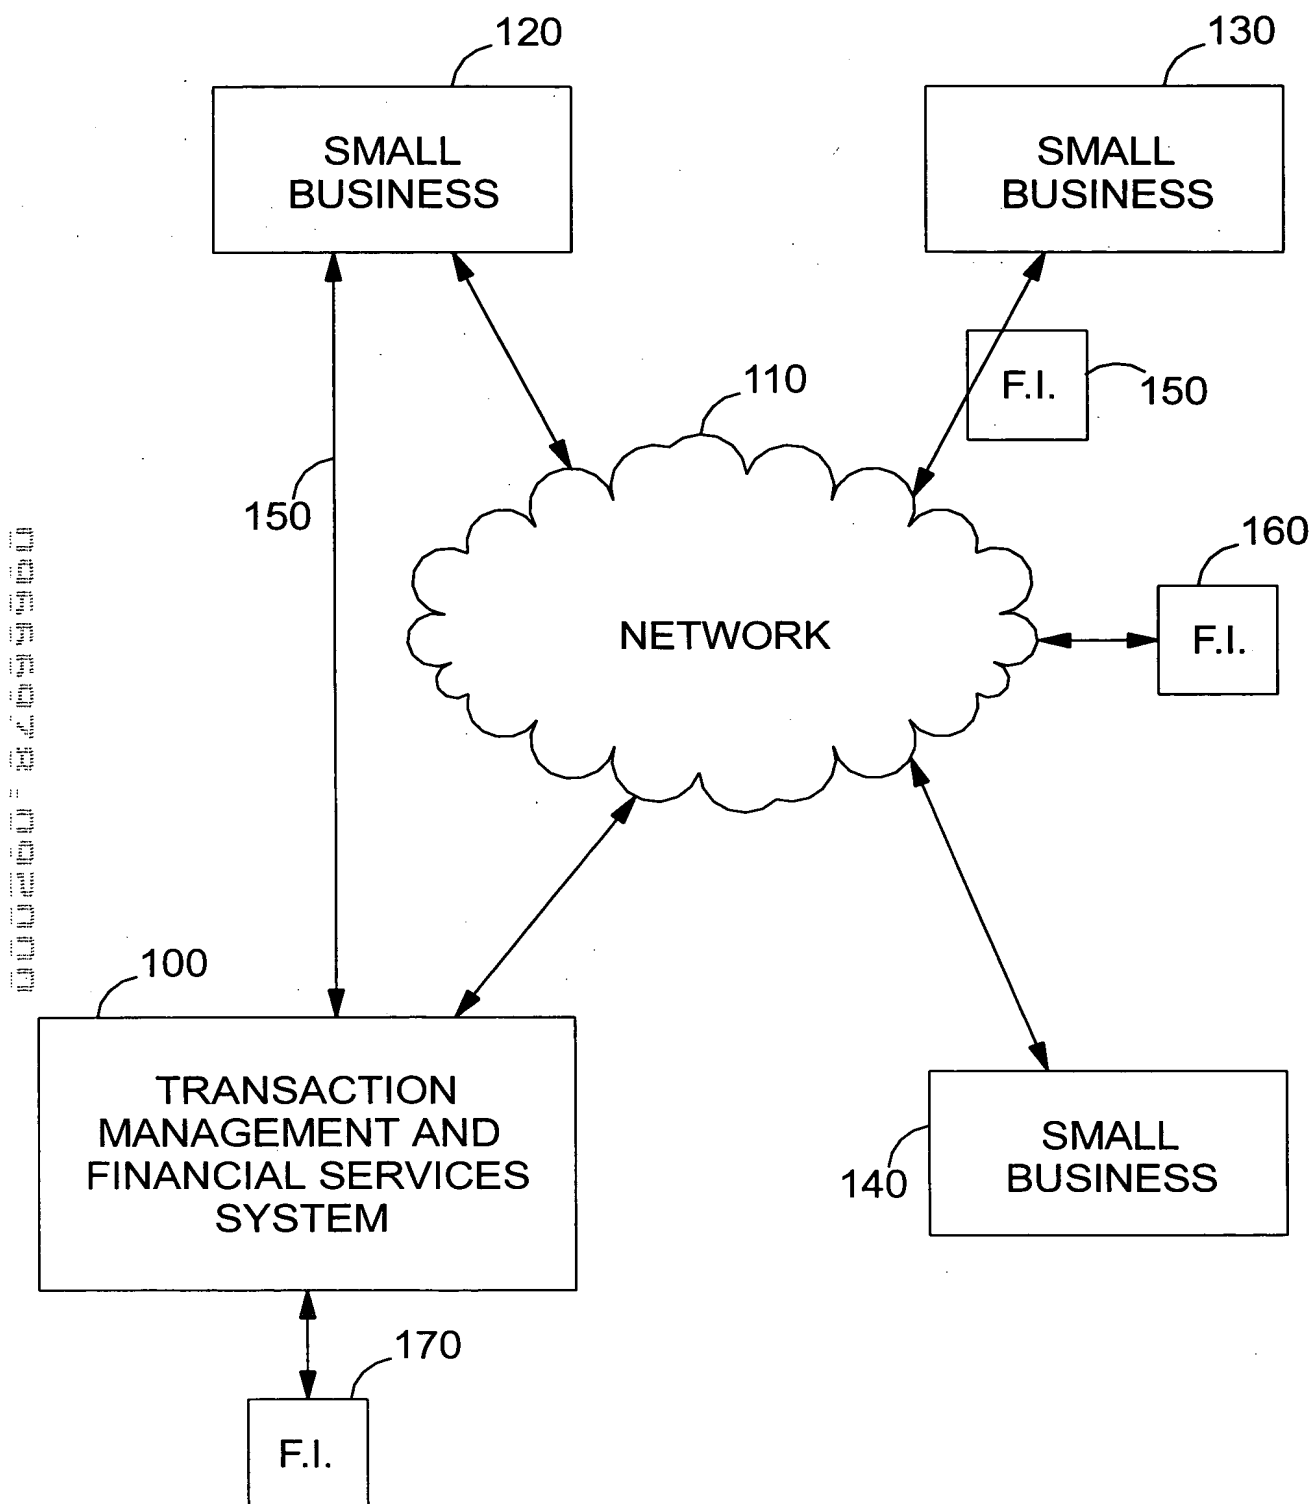 120
130
SMALL
BUSINESS
SMALL
BUSINESS
110
F.I.
150
150
160
NETWORK
F.I.
100
TRANSACTION
MANAGEMENT AND
FINANCIAL SERVICES
SYSTEM
SMALL
BUSINESS
140
170
F.I.